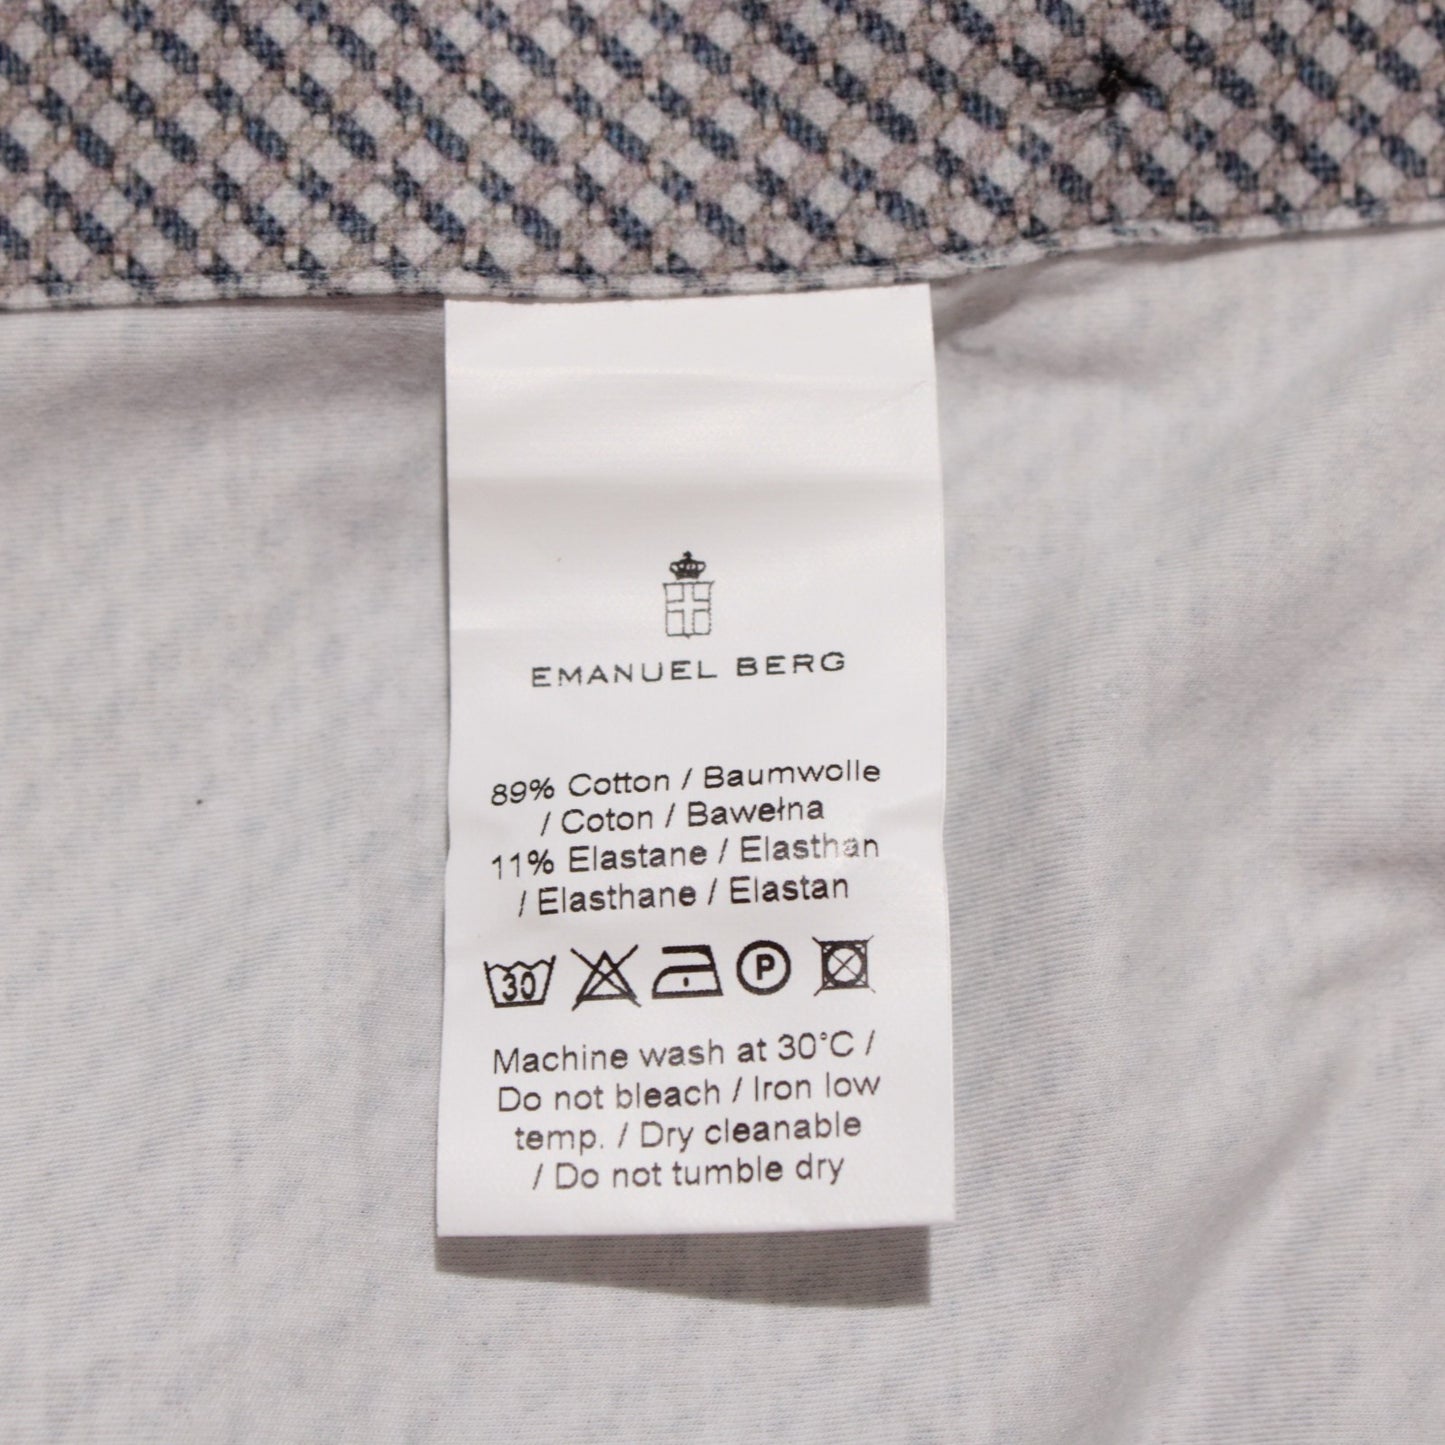 EMANUEL BERG
89% Cotton / Baumwolle
/ Coton / Bawełna
11% Elastane / Elasthan
/ Elasthane / Elastan
30 P
Machine wash at 30°C /
Do not bleach / Iron low
temp. / Dry cleanable
/ Do not tumble dry